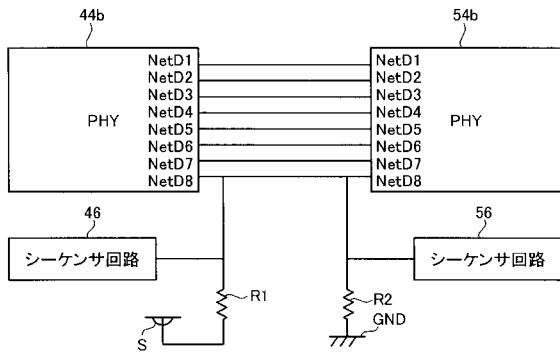 44b 54b
NetD1 NetD1
NetD2 NetD2
NetD3 NetD3
PHY NetD4 NetD4 PHY
NetD5 NetD5
NetD6 NetD6
NetD7 NetD7
NetD8 NetD8
46 56
シーケンサ回路 シーケンサ回路
R1 R2
S GND